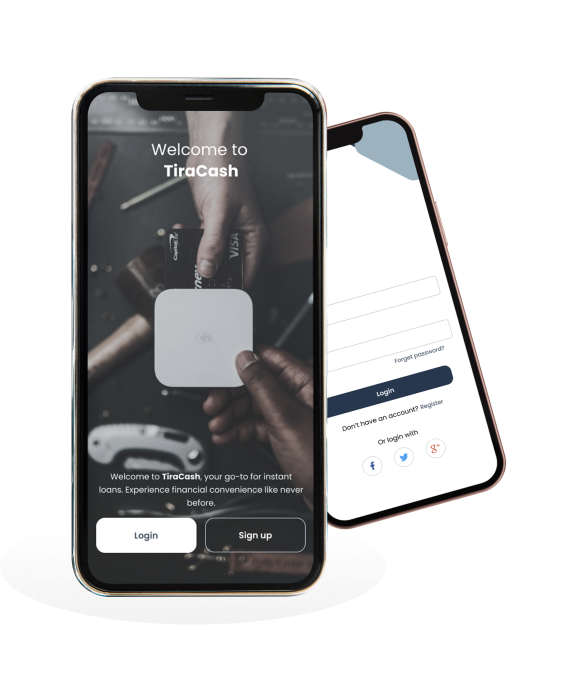 Welcome to
TiraCash
Capital One
VISA
Welcome to TiraCash, your go-to for instant
loans. Experience financial convenience like never
before.
Login
Sign up
Forget password?
Login
Don't have an account? Register
Or login with
f
g+